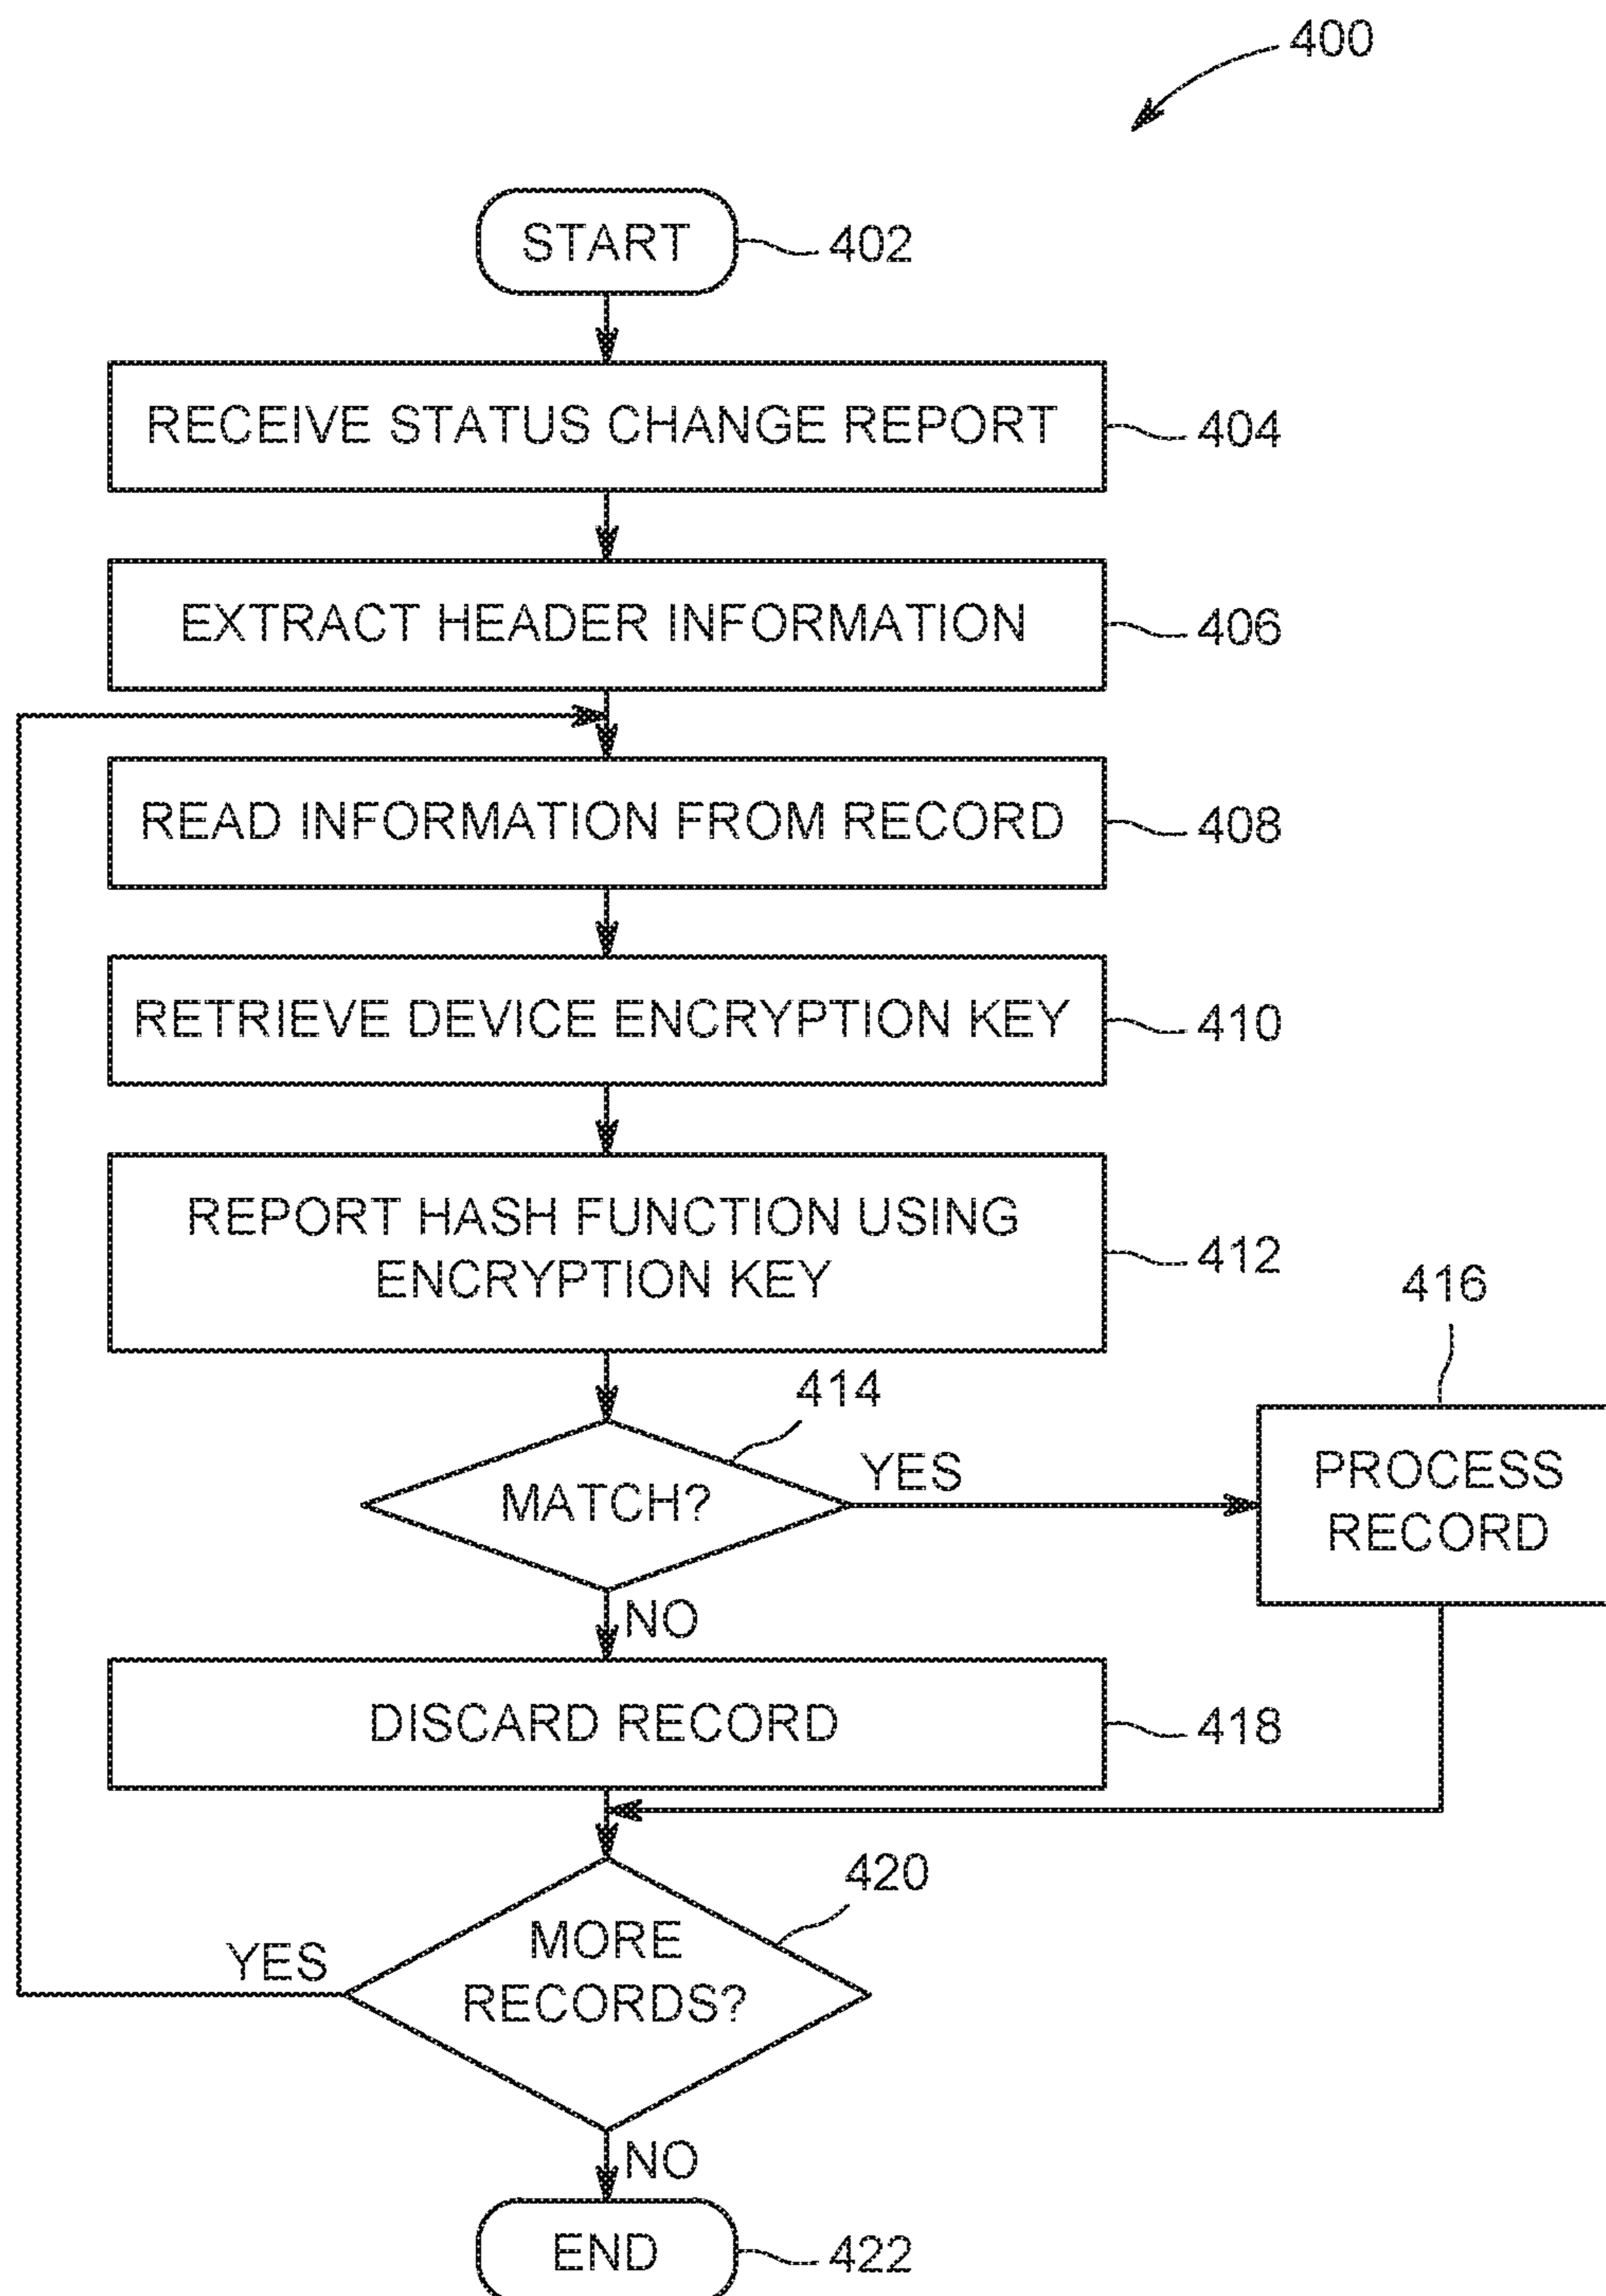 400
START
402
RECEIVE STATUS CHANGE REPORT
404
EXTRACT HEADER INFORMATION
406
READ INFORMATION FROM RECORD
408
RETRIEVE DEVICE ENCRYPTION KEY
410
REPORT HASH FUNCTION USING
ENCRYPTION KEY
412
414
MATCH?
YES
416
PROCESS
RECORD
NO
DISCARD RECORD
418
420
MORE
RECORDS?
YES
NO
END
422